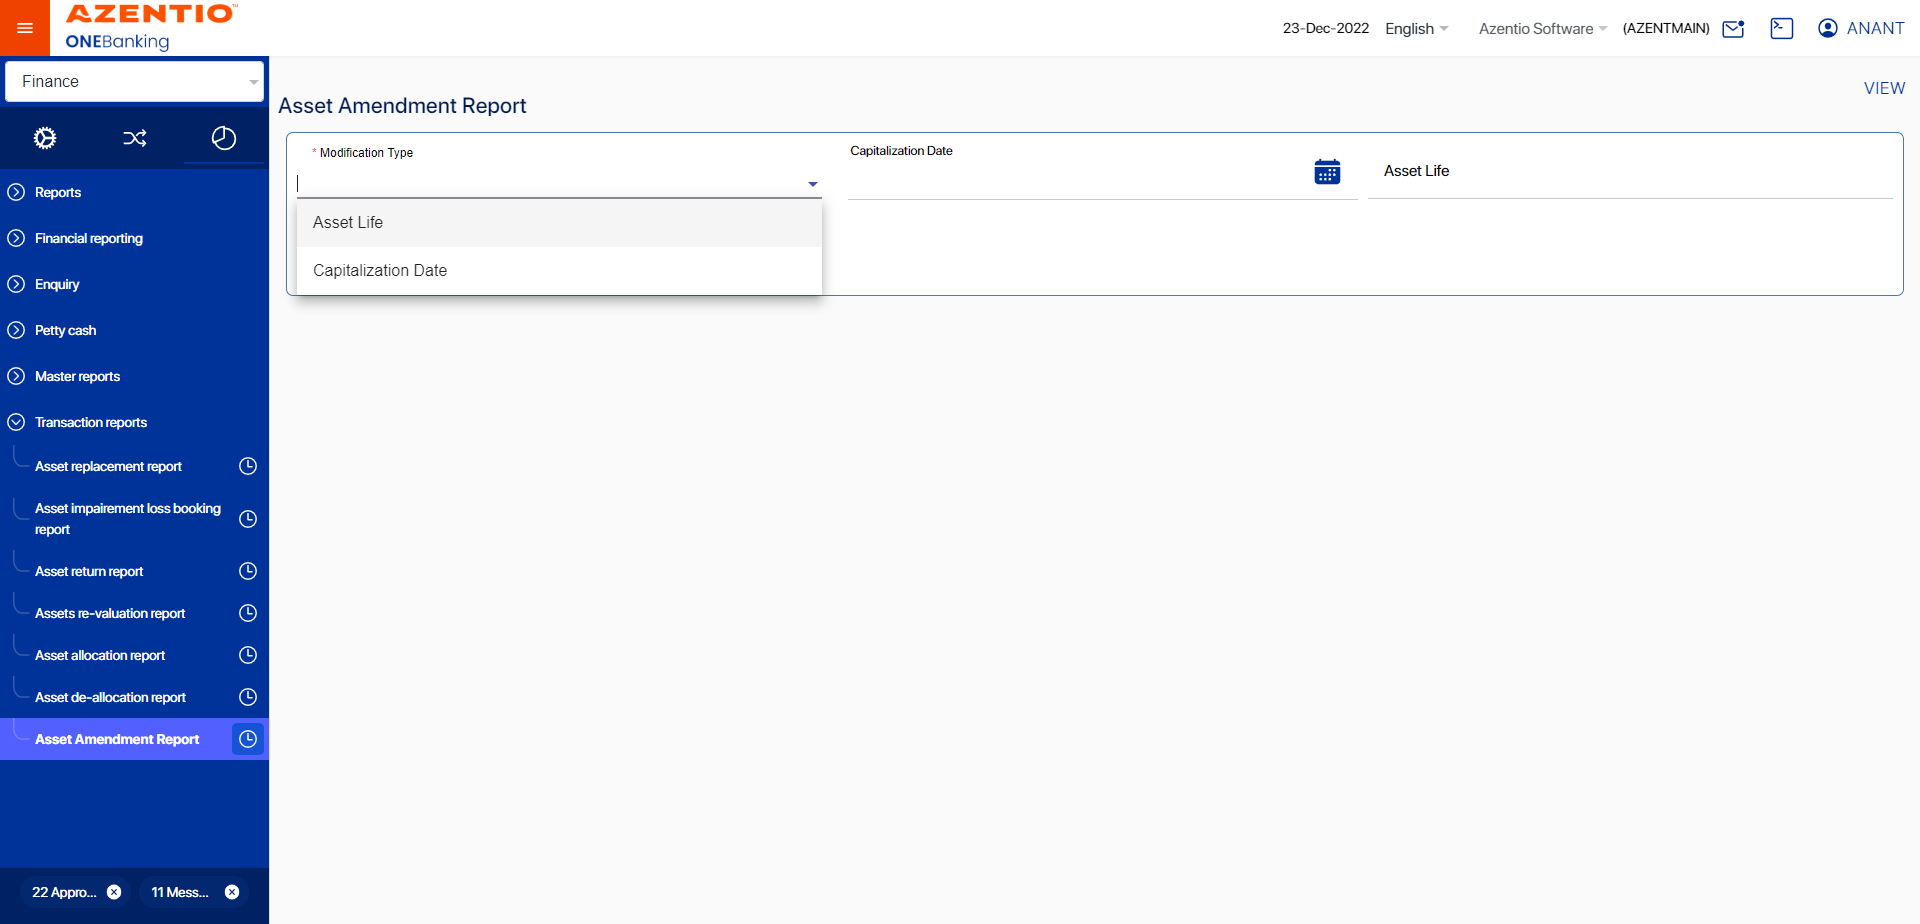 AZENTIO™
ONEBanking
23-Dec-2022 English Azentio Software (AZENTMAIN) ANANT
Finance
Reports
Financial reporting
Enquiry
Petty cash
Master reports
Transaction reports
Asset replacement report
Asset impairement loss booking
report
Asset return report
Assets re-valuation report
Asset allocation report
Asset de-allocation report
Asset Amendment Report
22 Appro... 11 Mess...
VIEW
Asset Amendment Report
* Modification Type
Capitalization Date
Asset Life
Asset Life
Capitalization Date